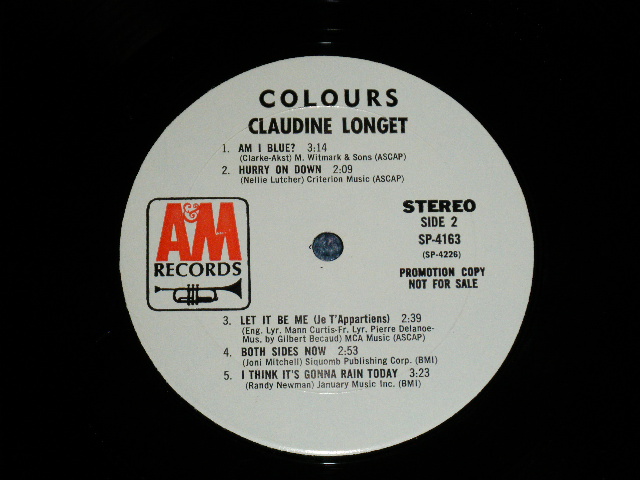 COLOURS
CLAUDINE LONGET
1. AM I BLUE? 3:14
(Clarke-Akst) M. Witmark & Sons (ASCAP)
2. HURRY ON DOWN 2:09
(Nellie Lutcher) Criterion Music (ASCAP)
A&M
RECORDS
STEREO
SIDE 2
SP-4163
(SP-4226)
PROMOTION COPY
NOT FOR SALE
3. LET IT BE ME (Je T'Appartiens) 2:39
(Eng. Lyr. Mann Curtis-Fr. Lyr. Pierre Delanoe-
Mus. by Gilbert Becaud) MCA Music (ASCAP)
4. BOTH SIDES NOW 2:53
(Joni Mitchell) Siquomb Publishing Corp. (BMI)
5. I THINK IT'S GONNA RAIN TODAY 3:23
(Randy Newman) January Music Inc. (BMI)